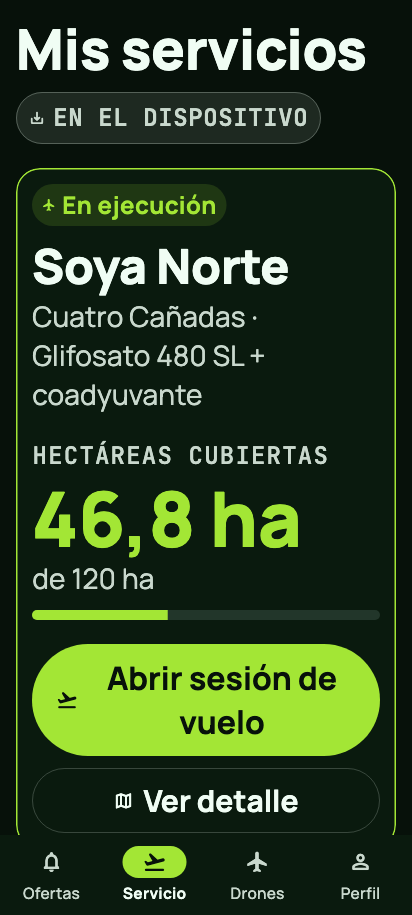 Mis servicios
EN EL DISPOSITIVO
En ejecución
Soya Norte
Cuatro Cañadas ·
Glifosato 480 SL +
coadyuvante
HECTÁREAS CUBIERTAS
46,8 ha
de 120 ha
Abrir sesión de
vuelo
Ver detalle
Ofertas Servicio Drones Perfil